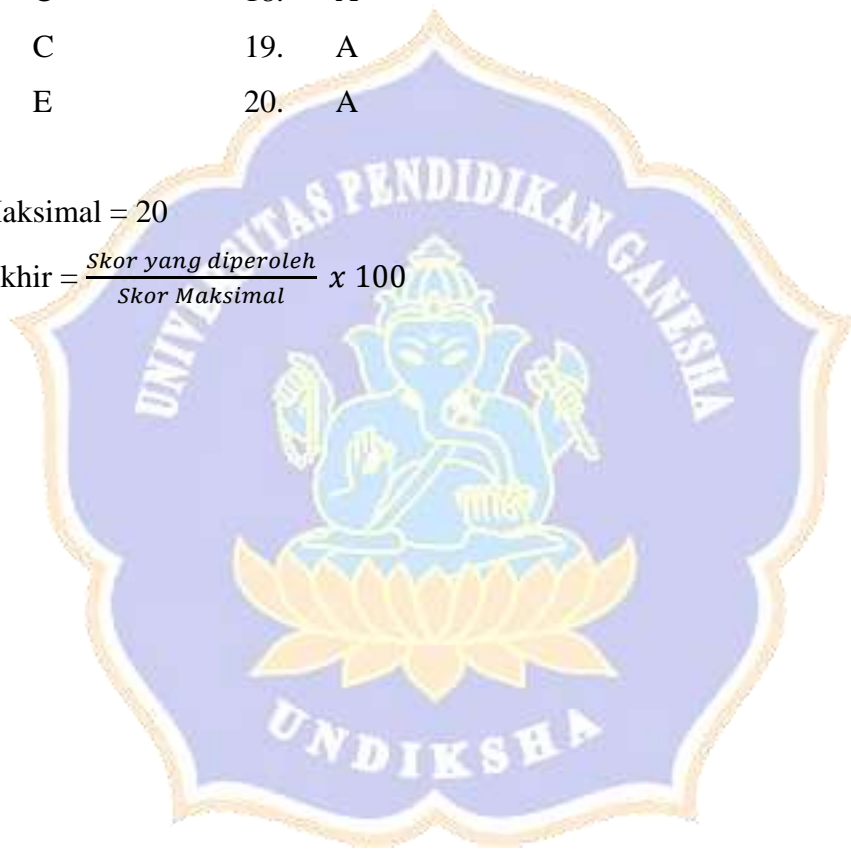 C 19. A
E 20. A
aksimal = 20
khir = Skor yang diperoleh / Skor Maksimal x 100
UNIVERSITAS PENDIDIKAN GANESHA
UNDIKSHA